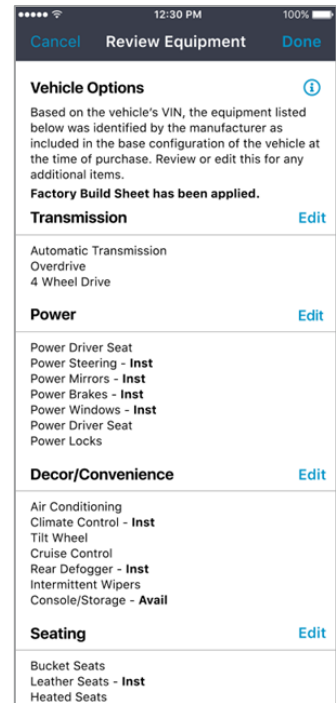 12:30 PM
100%
Cancel
Review Equipment
Done
Vehicle Options
Based on the vehicle's VIN, the equipment listed
below was identified by the manufacturer as
included in the base configuration of the vehicle at
the time of purchase. Review or edit this for any
additional items.
Factory Build Sheet has been applied.
Transmission
Edit
Automatic Transmission
Overdrive
4 Wheel Drive
Power
Edit
Power Driver Seat
Power Steering - Inst
Power Mirrors - Inst
Power Brakes - Inst
Power Windows - Inst
Power Driver Seat
Power Locks
Decor/Convenience
Edit
Air Conditioning
Climate Control - Inst
Tilt Wheel
Cruise Control
Rear Defogger - Inst
Intermittent Wipers
Console/Storage - Avail
Seating
Edit
Bucket Seats
Leather Seats - Inst
Heated Seats